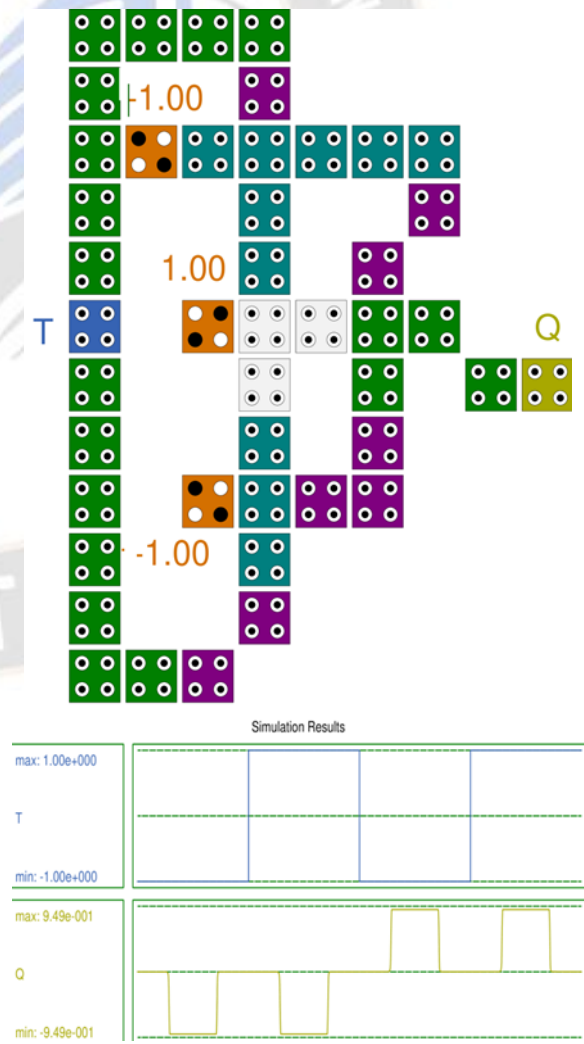 -1.00
1.00
T
Q
-1.00
Simulation Results
max: 1.00e+000
T
min: -1.00e+000
max: 9.49e-001
Q
min: -9.49e-001